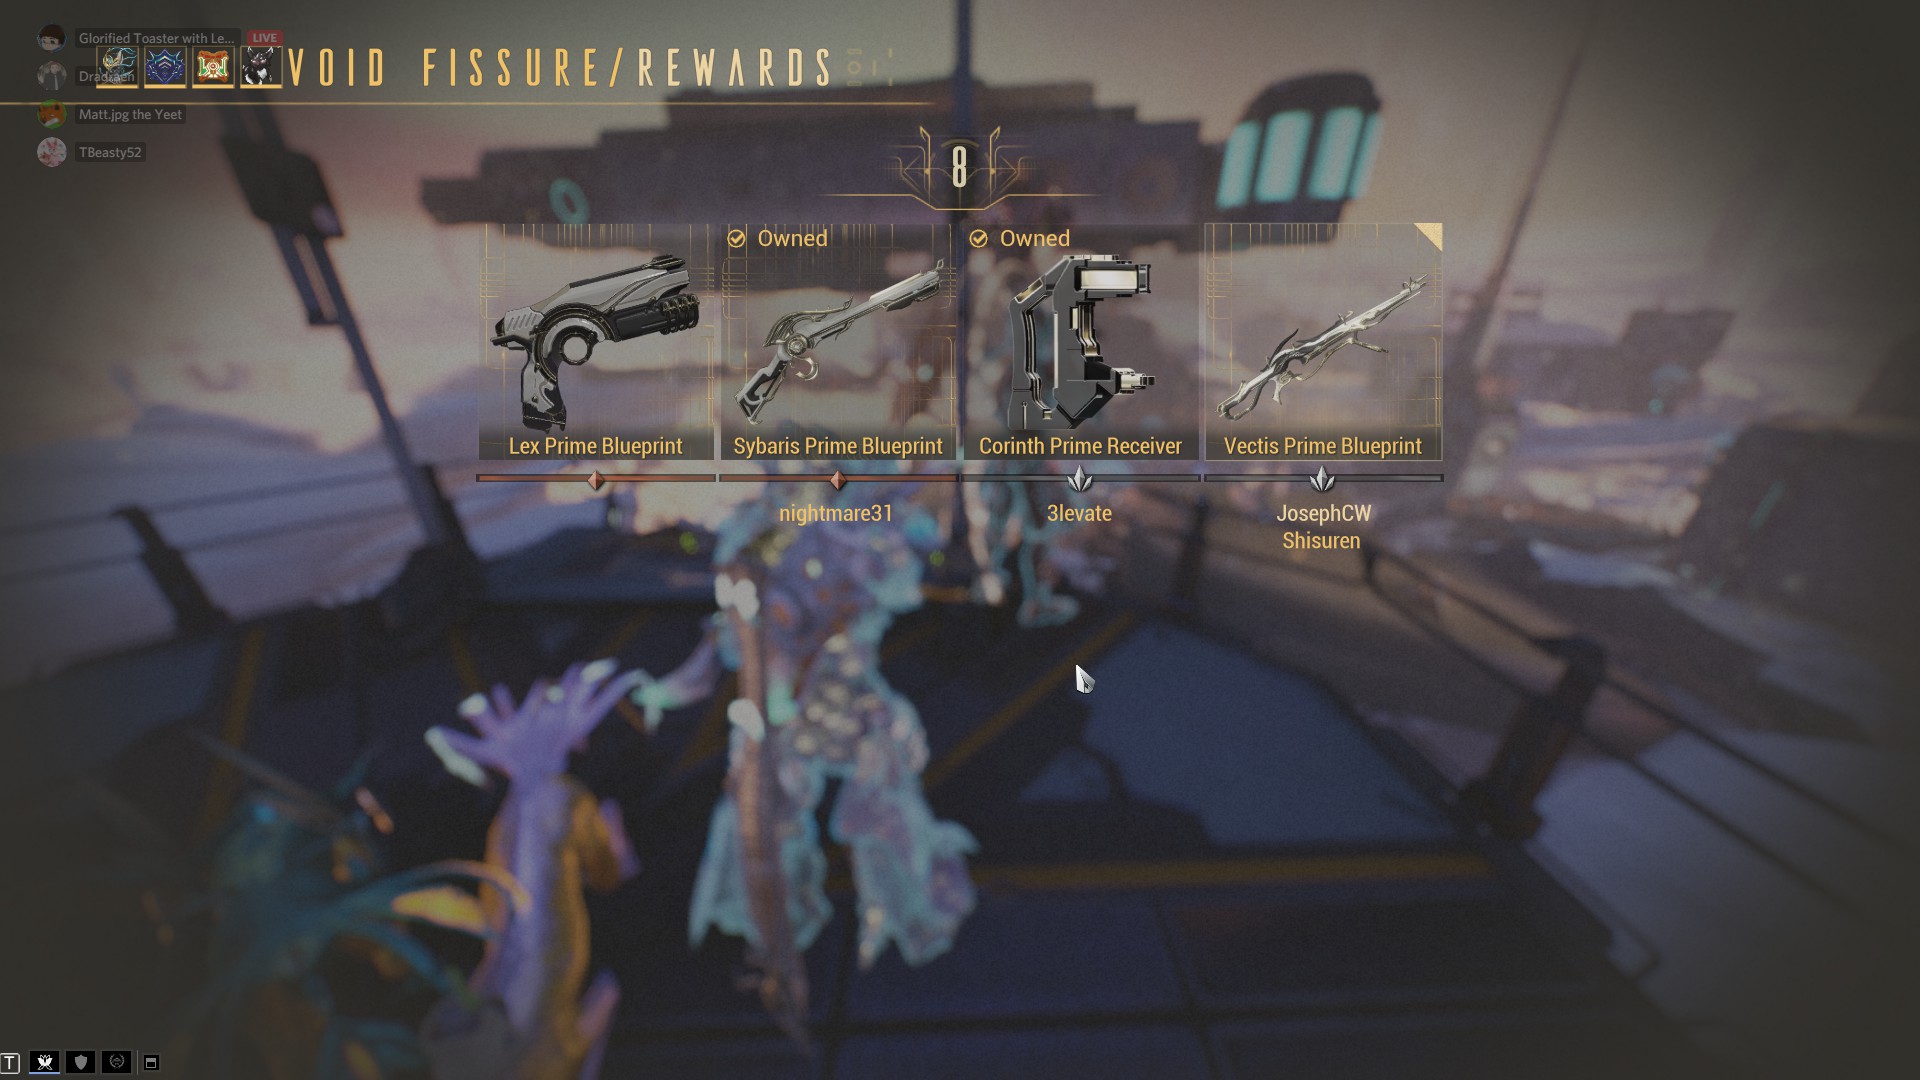 Glorified Toaster with Le...
LIVE
Dradraen
VOID FISSURE/REWARDS
Matt.jpg the Yeet
TBeasty52
8
Owned
Owned
Lex Prime Blueprint
Sybaris Prime Blueprint
Corinth Prime Receiver
Vectis Prime Blueprint
nightmare31
3levate
JosephCW
Shisuren
T